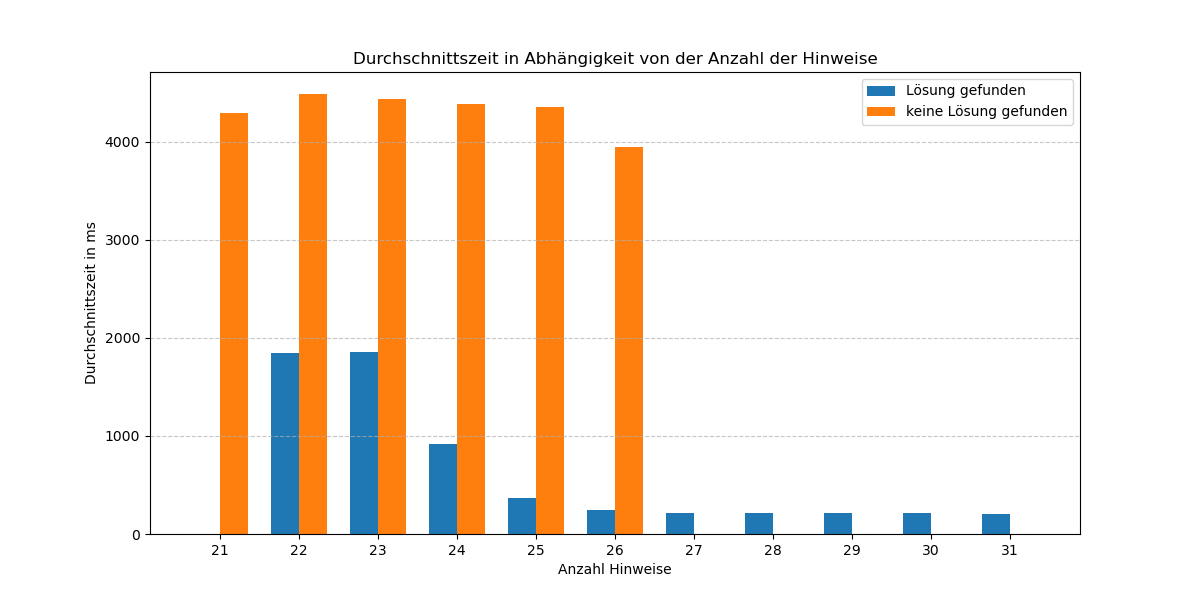 Durchschnittszeit in Abhängigkeit von der Anzahl der Hinweise
Lösung gefunden
keine Lösung gefunden
Durchschnittszeit in ms
4000
3000
2000
1000
0
21 22 23 24 25 26 27 28 29 30 31
Anzahl Hinweise